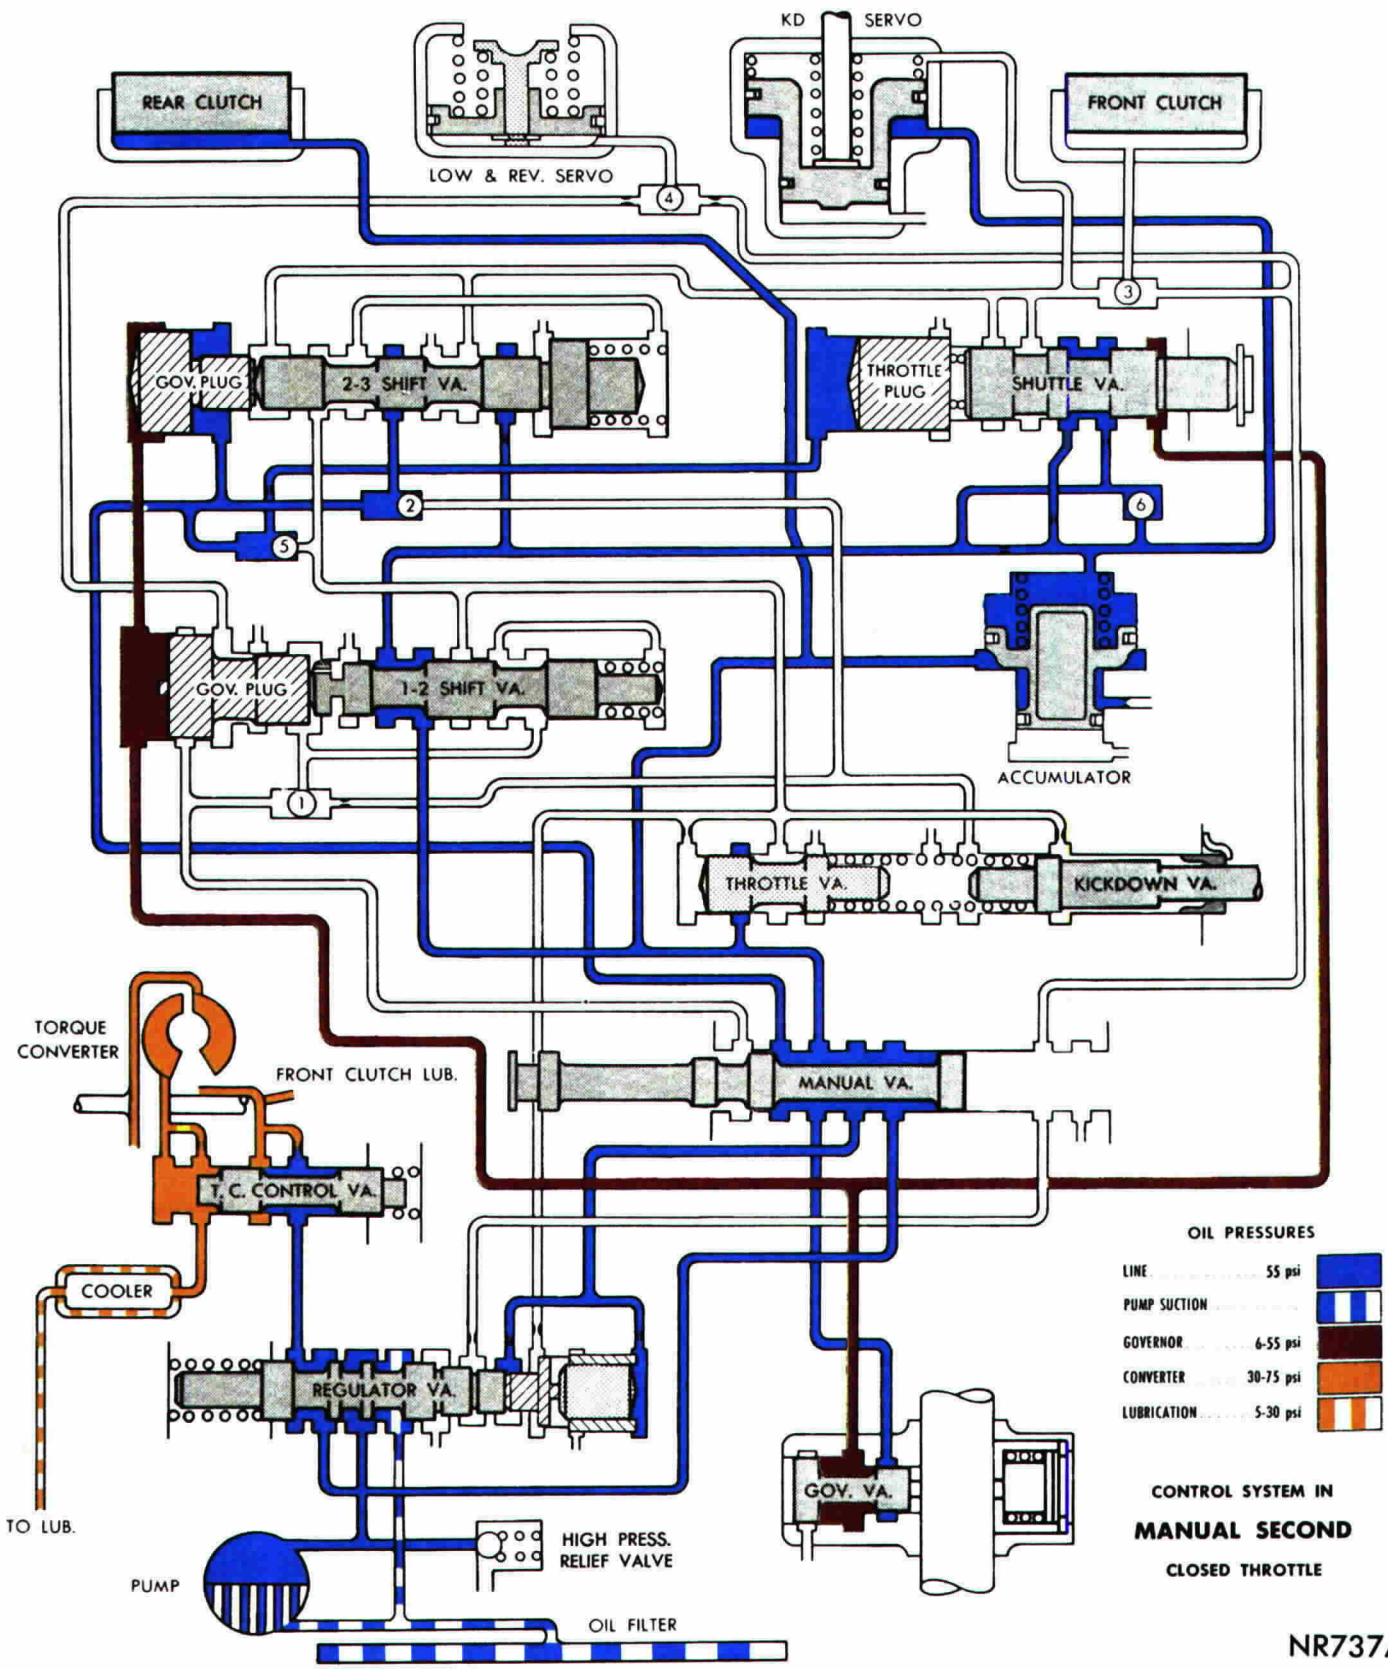 KD SERVO
REAR CLUTCH
FRONT CLUTCH
LOW & REV. SERVO
4
3
GOV. PLUG
2-3 SHIFT VA.
THROTTLE PLUG
SHUTTLE VA.
2
6
5
GOV. PLUG
1-2 SHIFT VA.
ACCUMULATOR
1
THROTTLE VA.
KICKDOWN VA.
TORQUE CONVERTER
FRONT CLUTCH LUB.
MANUAL VA.
T. C. CONTROL VA.
COOLER
OIL PRESSURES
LINE 55 psi
PUMP SUCTION
GOVERNOR 6-55 psi
CONVERTER 30-75 psi
LUBRICATION 5-30 psi
REGULATOR VA.
GOV. VA.
TO LUB.
CONTROL SYSTEM IN
MANUAL SECOND
CLOSED THROTTLE
HIGH PRESS.
RELIEF VALVE
PUMP
OIL FILTER